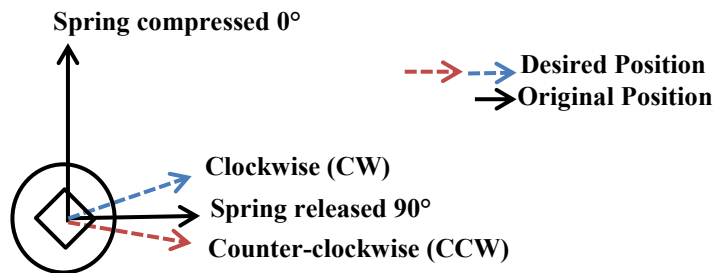 Spring compressed 0°
Desired Position
Original Position
Clockwise (CW)
Spring released 90°
Counter-clockwise (CCW)